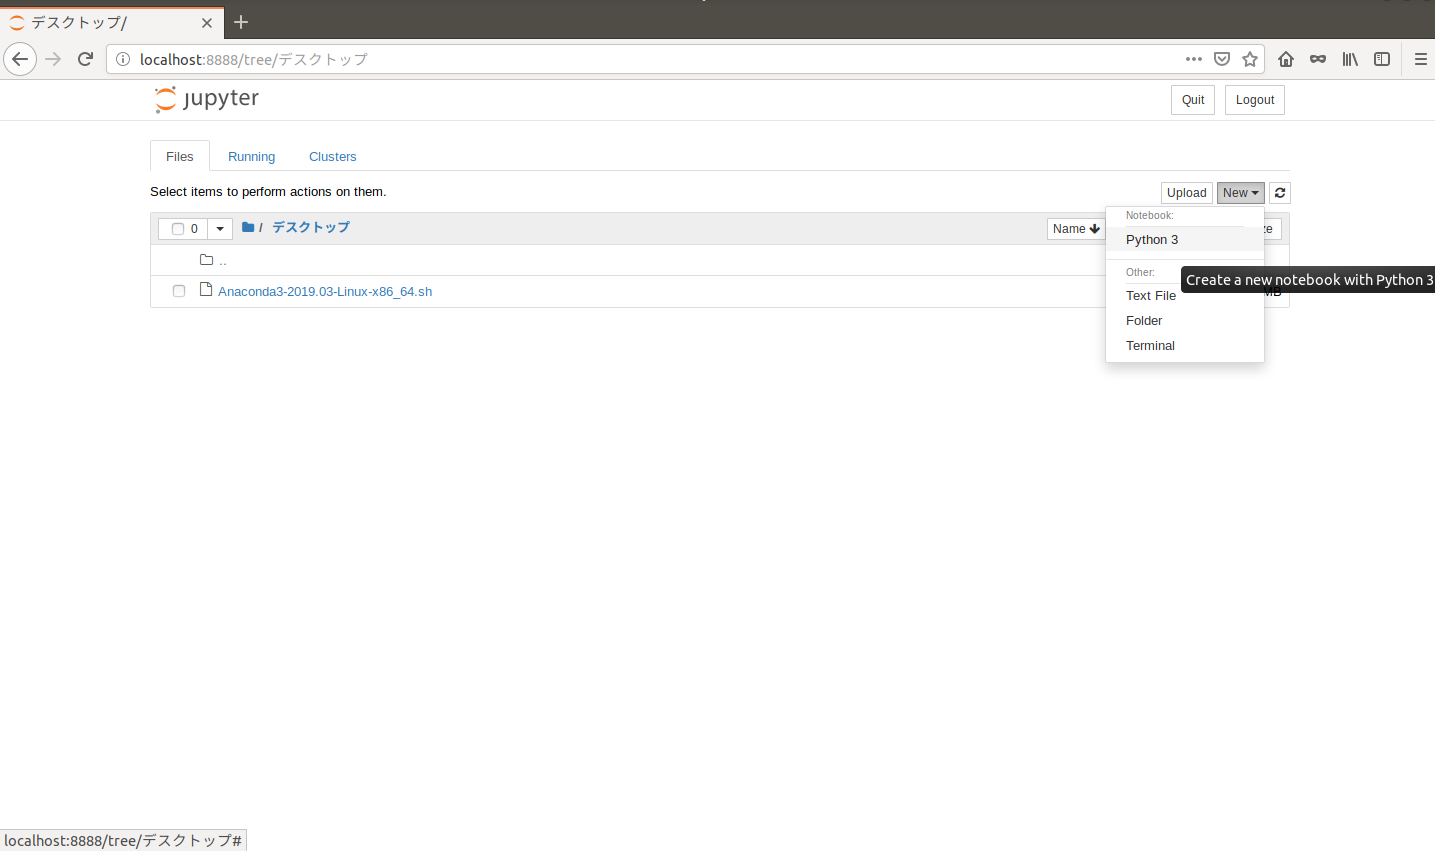 デスクトップ/
localhost:8888/tree/デスクトップ
jupyter
Quit
Logout
Files
Running
Clusters
Select items to perform actions on them.
Upload
New
0
/
デスクトップ
Name
ze
Notebook:
Python 3
..
Other:
Create a new notebook with Python 3
Anaconda3-2019.03-Linux-x86_64.sh
MB
Text File
Folder
Terminal
localhost:8888/tree/デスクトップ#